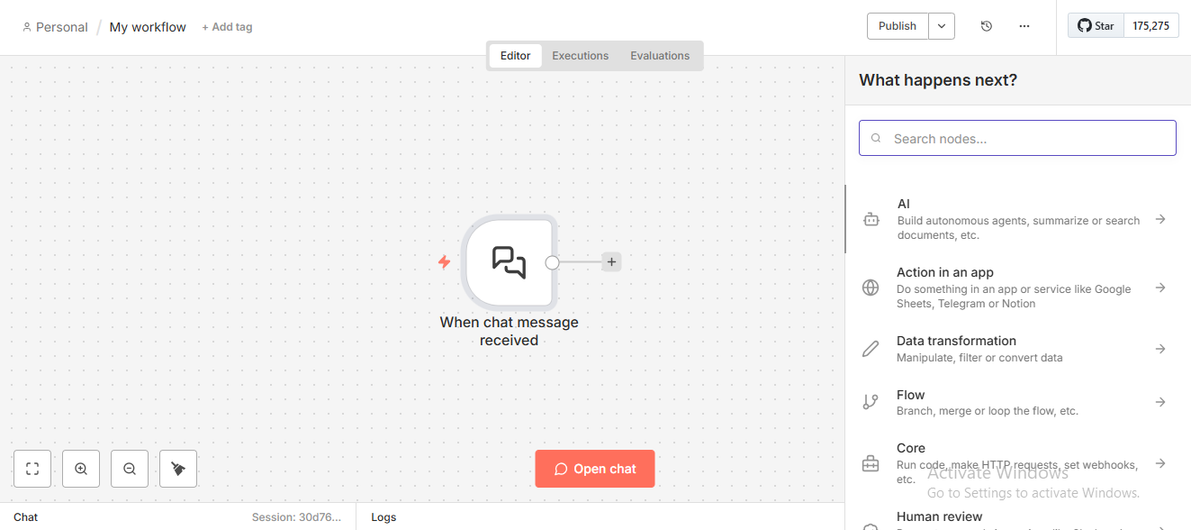 Personal / My workflow + Add tag
Publish
Star 175,275
Editor Executions Evaluations
What happens next?
Search nodes...
AI
Build autonomous agents, summarize or search
documents, etc.
Action in an app
Do something in an app or service like Google
Sheets, Telegram or Notion
Data transformation
Manipulate, filter or convert data
Flow
Branch, merge or loop the flow, etc.
Core
Run code, make HTTP requests, set webhooks,
etc.
Activate Windows
Go to Settings to activate Windows.
Human review
When chat message
received
Open chat
Chat Session: 30d76...
Logs